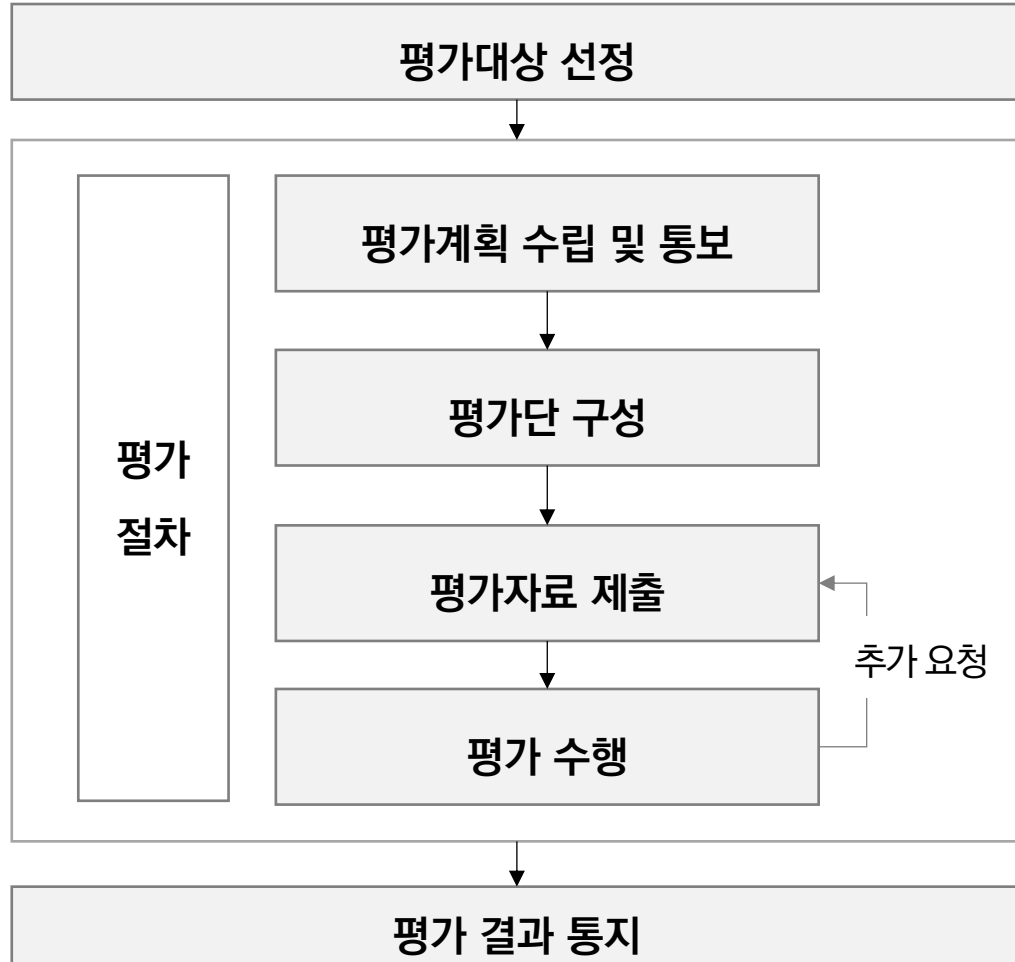 평가대상 선정
평가
절차
평가계획 수립 및 통보
평가단 구성
평가자료 제출
추가 요청
평가 수행
평가 결과 통지